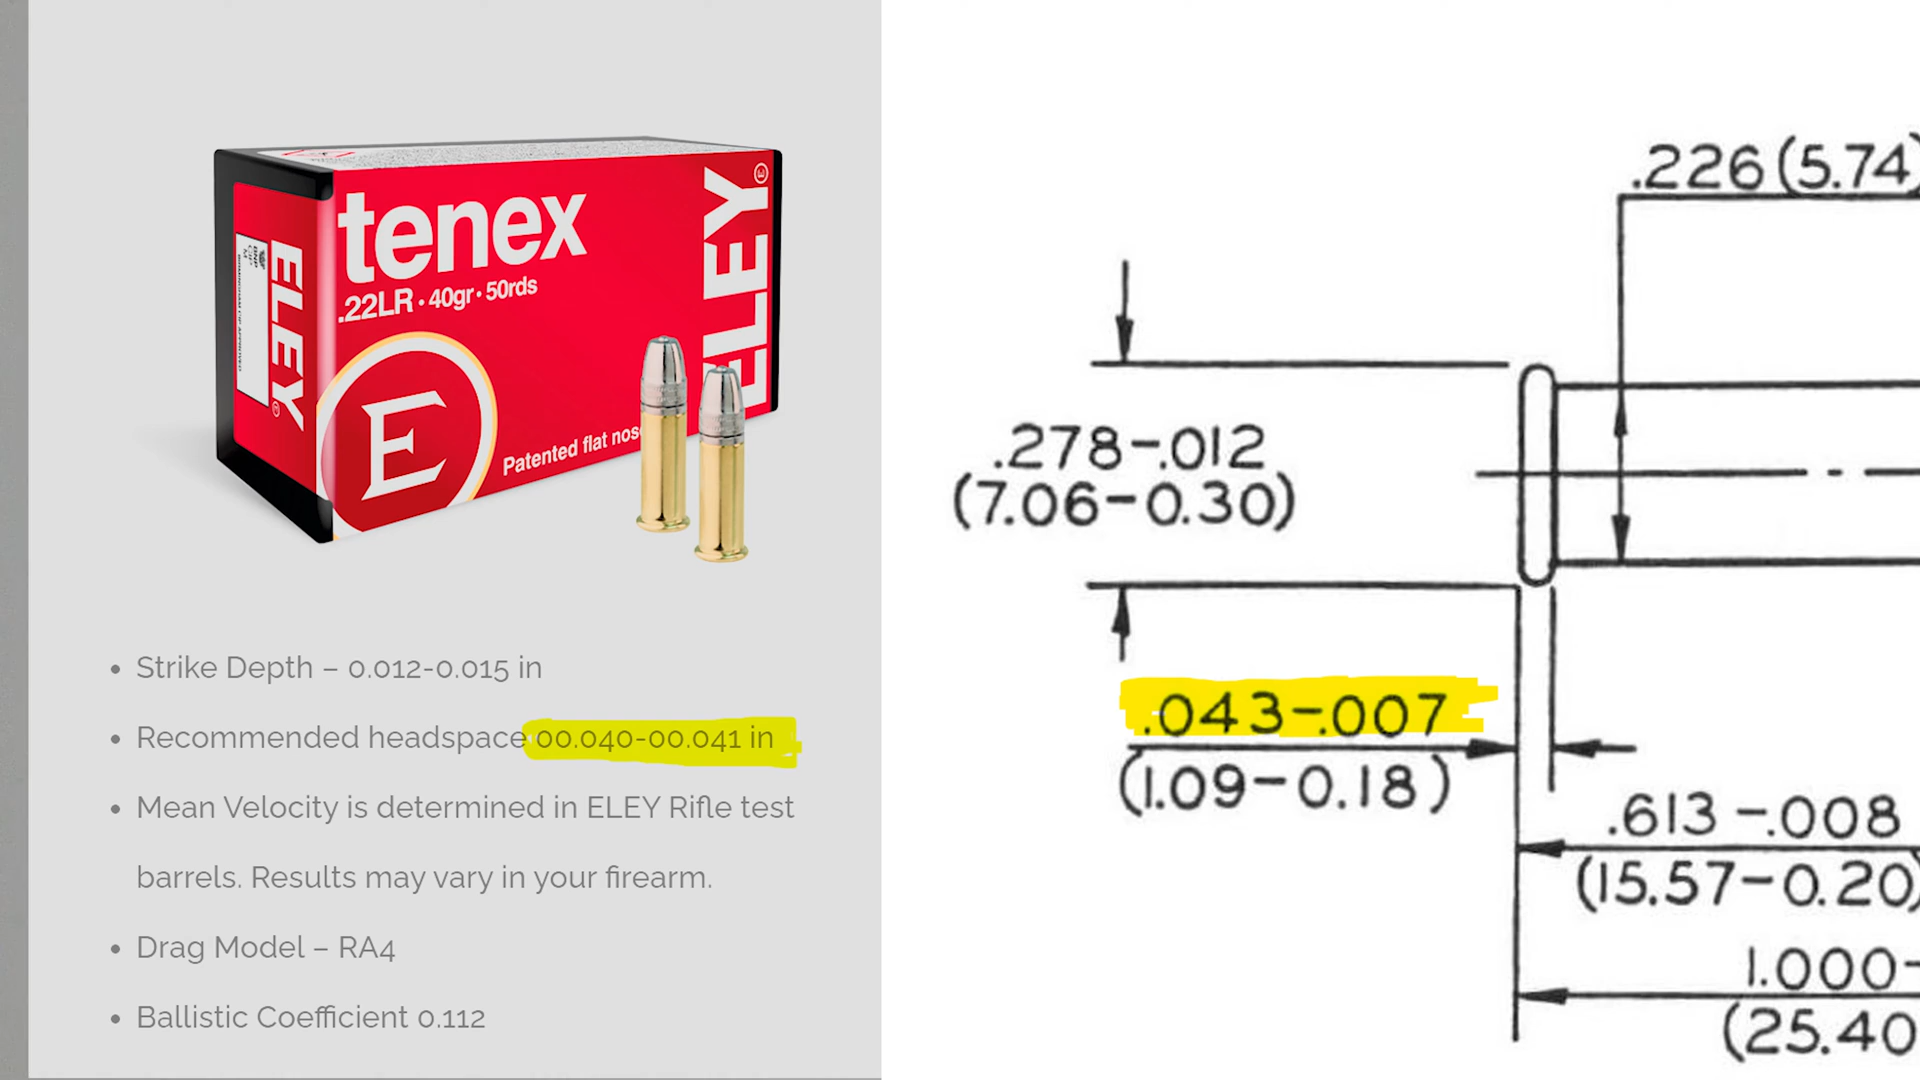 tenex
.22LR · 40gr · 50rds
ELEY
ELEY
E
Patented flat nos
Strike Depth – 0.012-0.015 in
Recommended headspace 00.040-00.041 in
Mean Velocity is determined in ELEY Rifle test
barrels. Results may vary in your firearm.
Drag Model – RA4
Ballistic Coefficient 0.112
.226 (5.74)
.278-.012
(7.06-0.30)
.043-.007
(1.09-0.18)
.613-.008
(15.57-0.20)
1.000-
(25.40